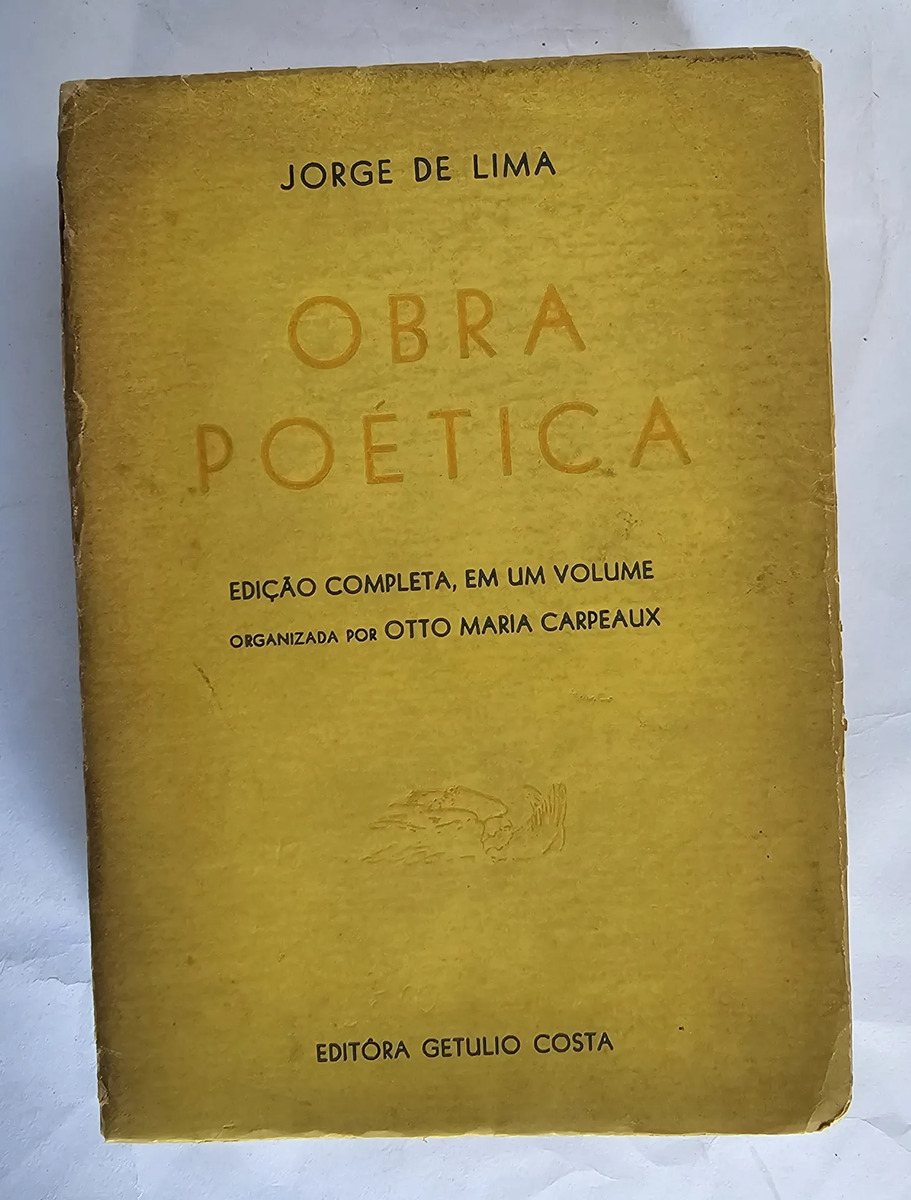 JORGE DE LIMA
OBRA
POÉTICA
EDIÇÃO COMPLETA, EM UM VOLUME
ORGANIZADA POR OTTO MARIA CARPEAUX
EDITÔRA GETULIO COSTA